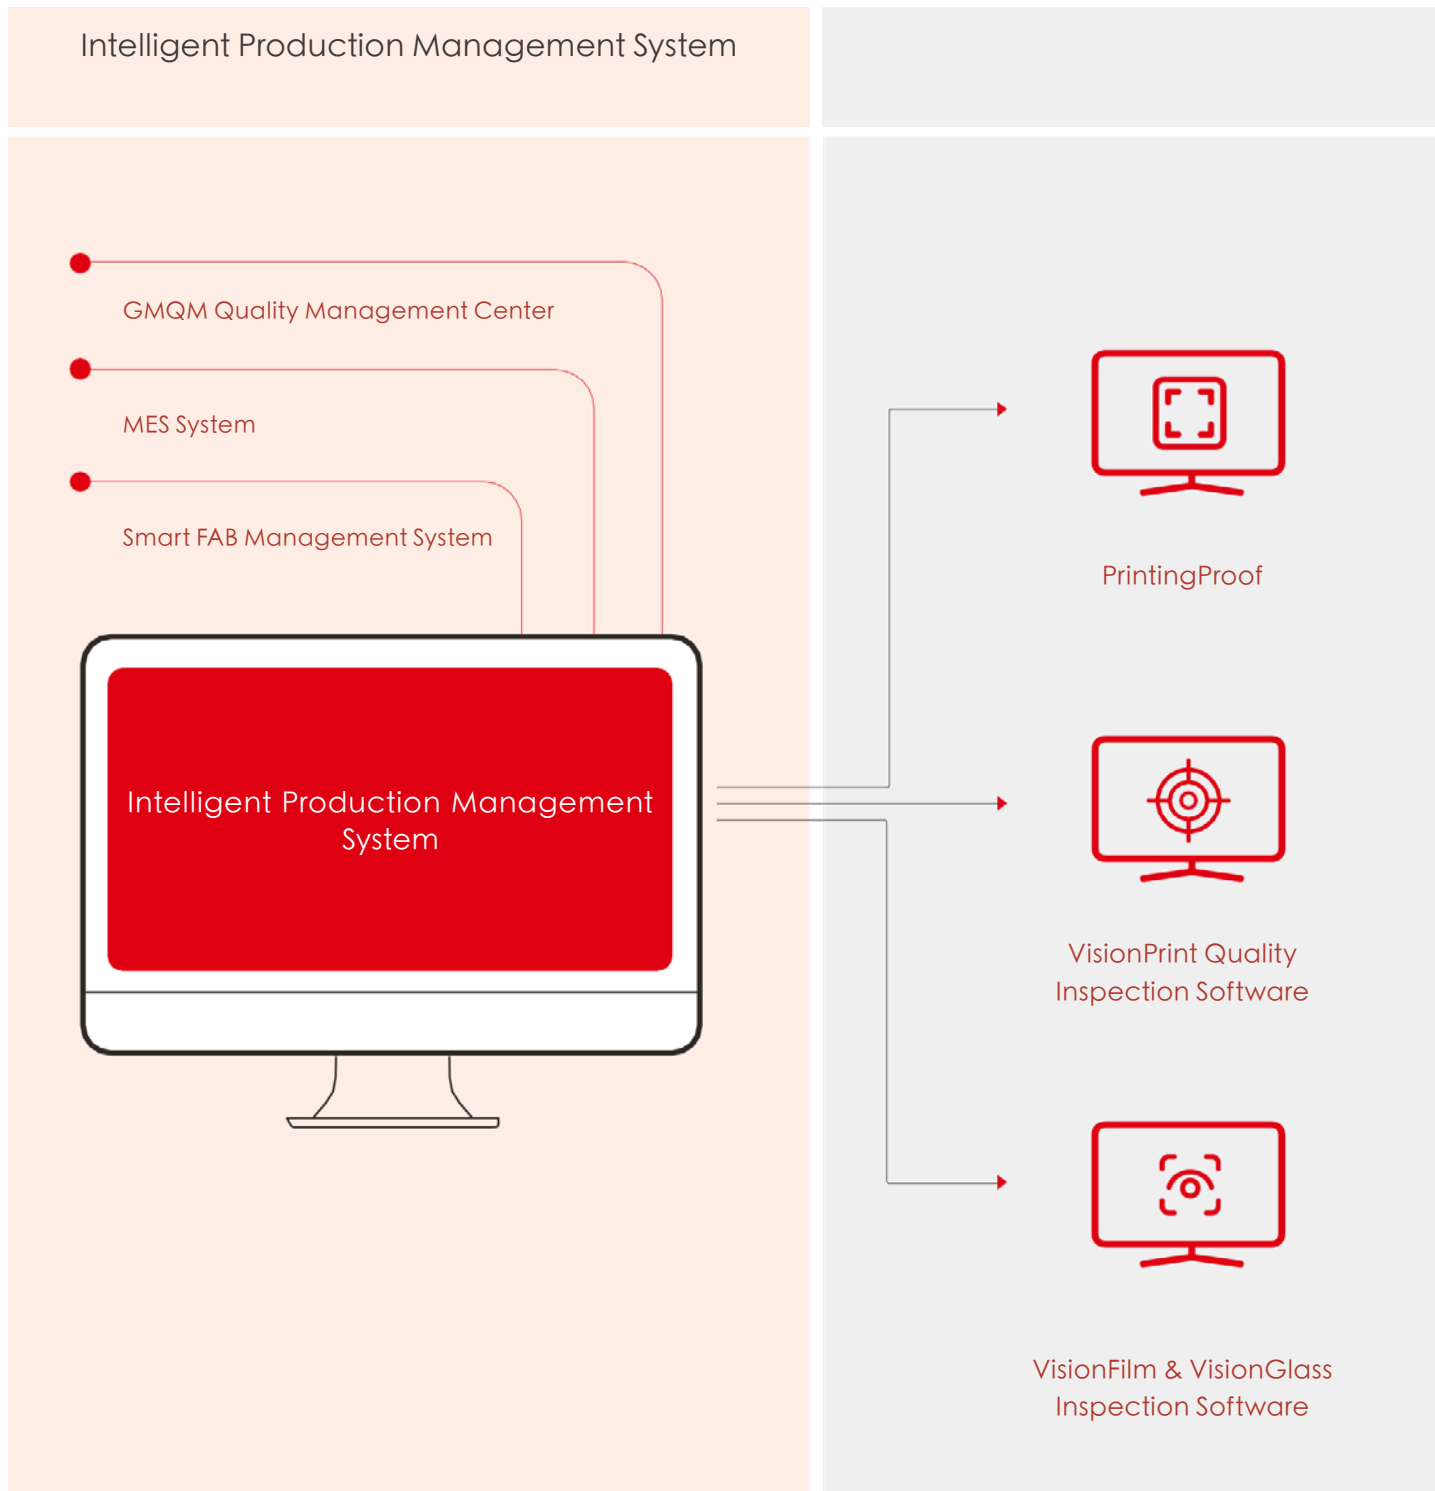 Intelligent Production Management System
GMQM Quality Management Center
MES System
Smart FAB Management System
Intelligent Production Management
System
PrintingProof
VisionPrint Quality
Inspection Software
VisionFilm & VisionGlass
Inspection Software